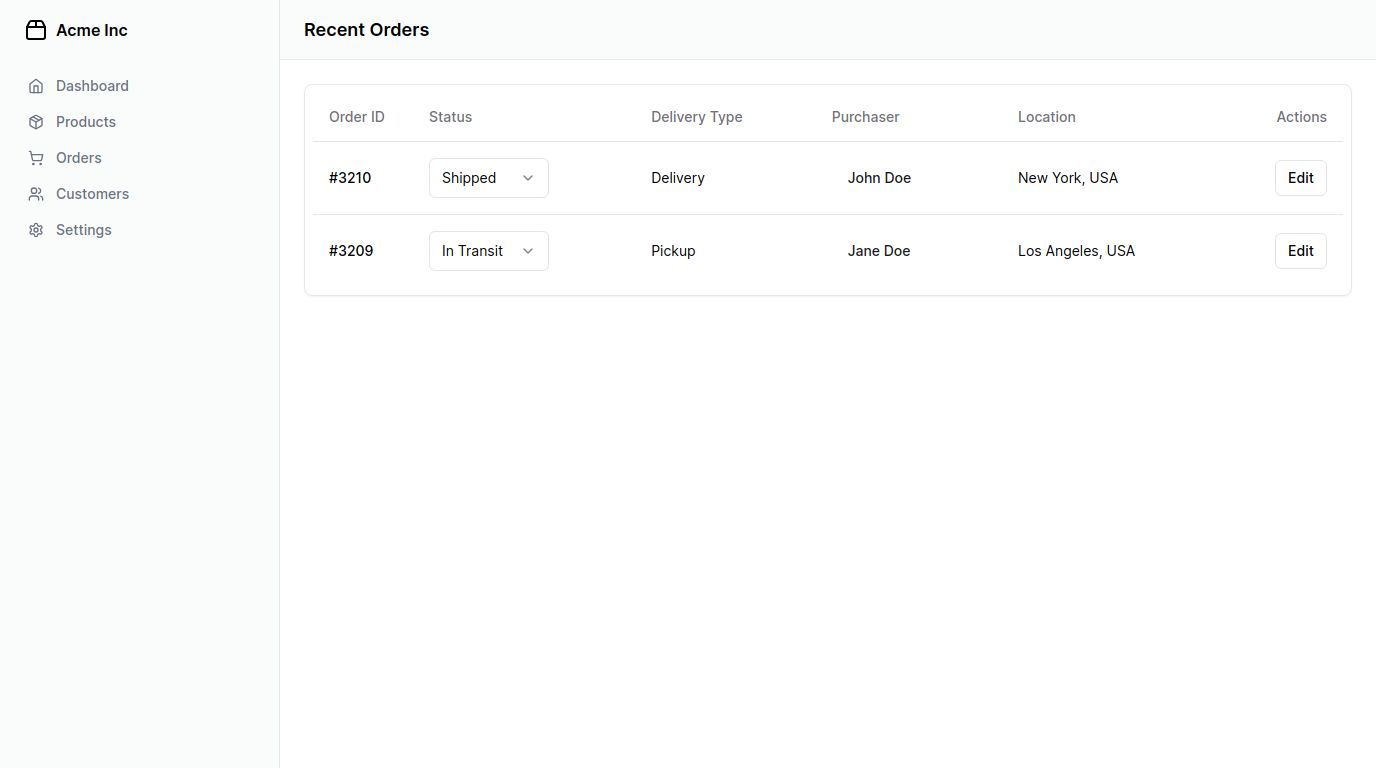 Acme Inc
Dashboard
Products
Orders
Customers
Settings
Recent Orders
Order ID Status Delivery Type Purchaser Location Actions
#3210 Shipped Delivery John Doe New York, USA Edit
#3209 In Transit Pickup Jane Doe Los Angeles, USA Edit